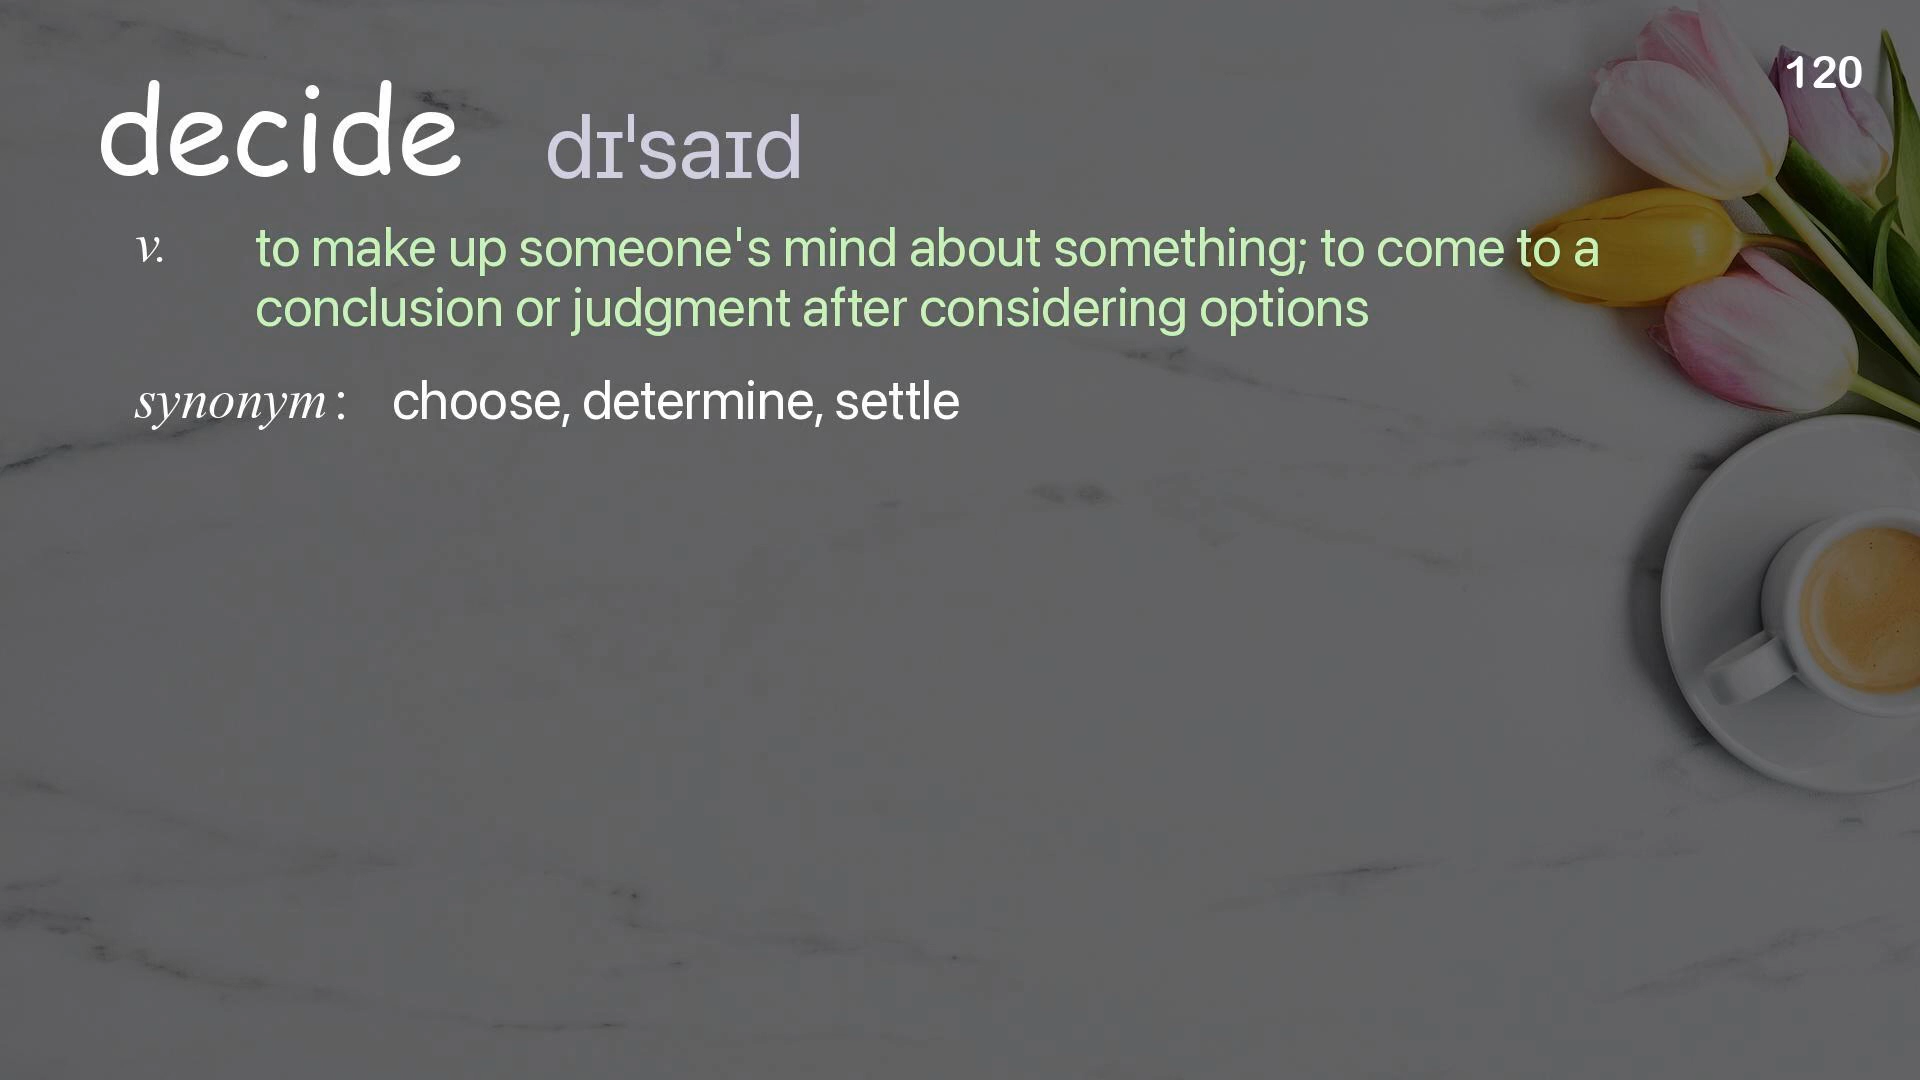 120
decide dɪˈsaɪd
v. to make up someone's mind about something; to come to a
conclusion or judgment after considering options
synonym: choose, determine, settle